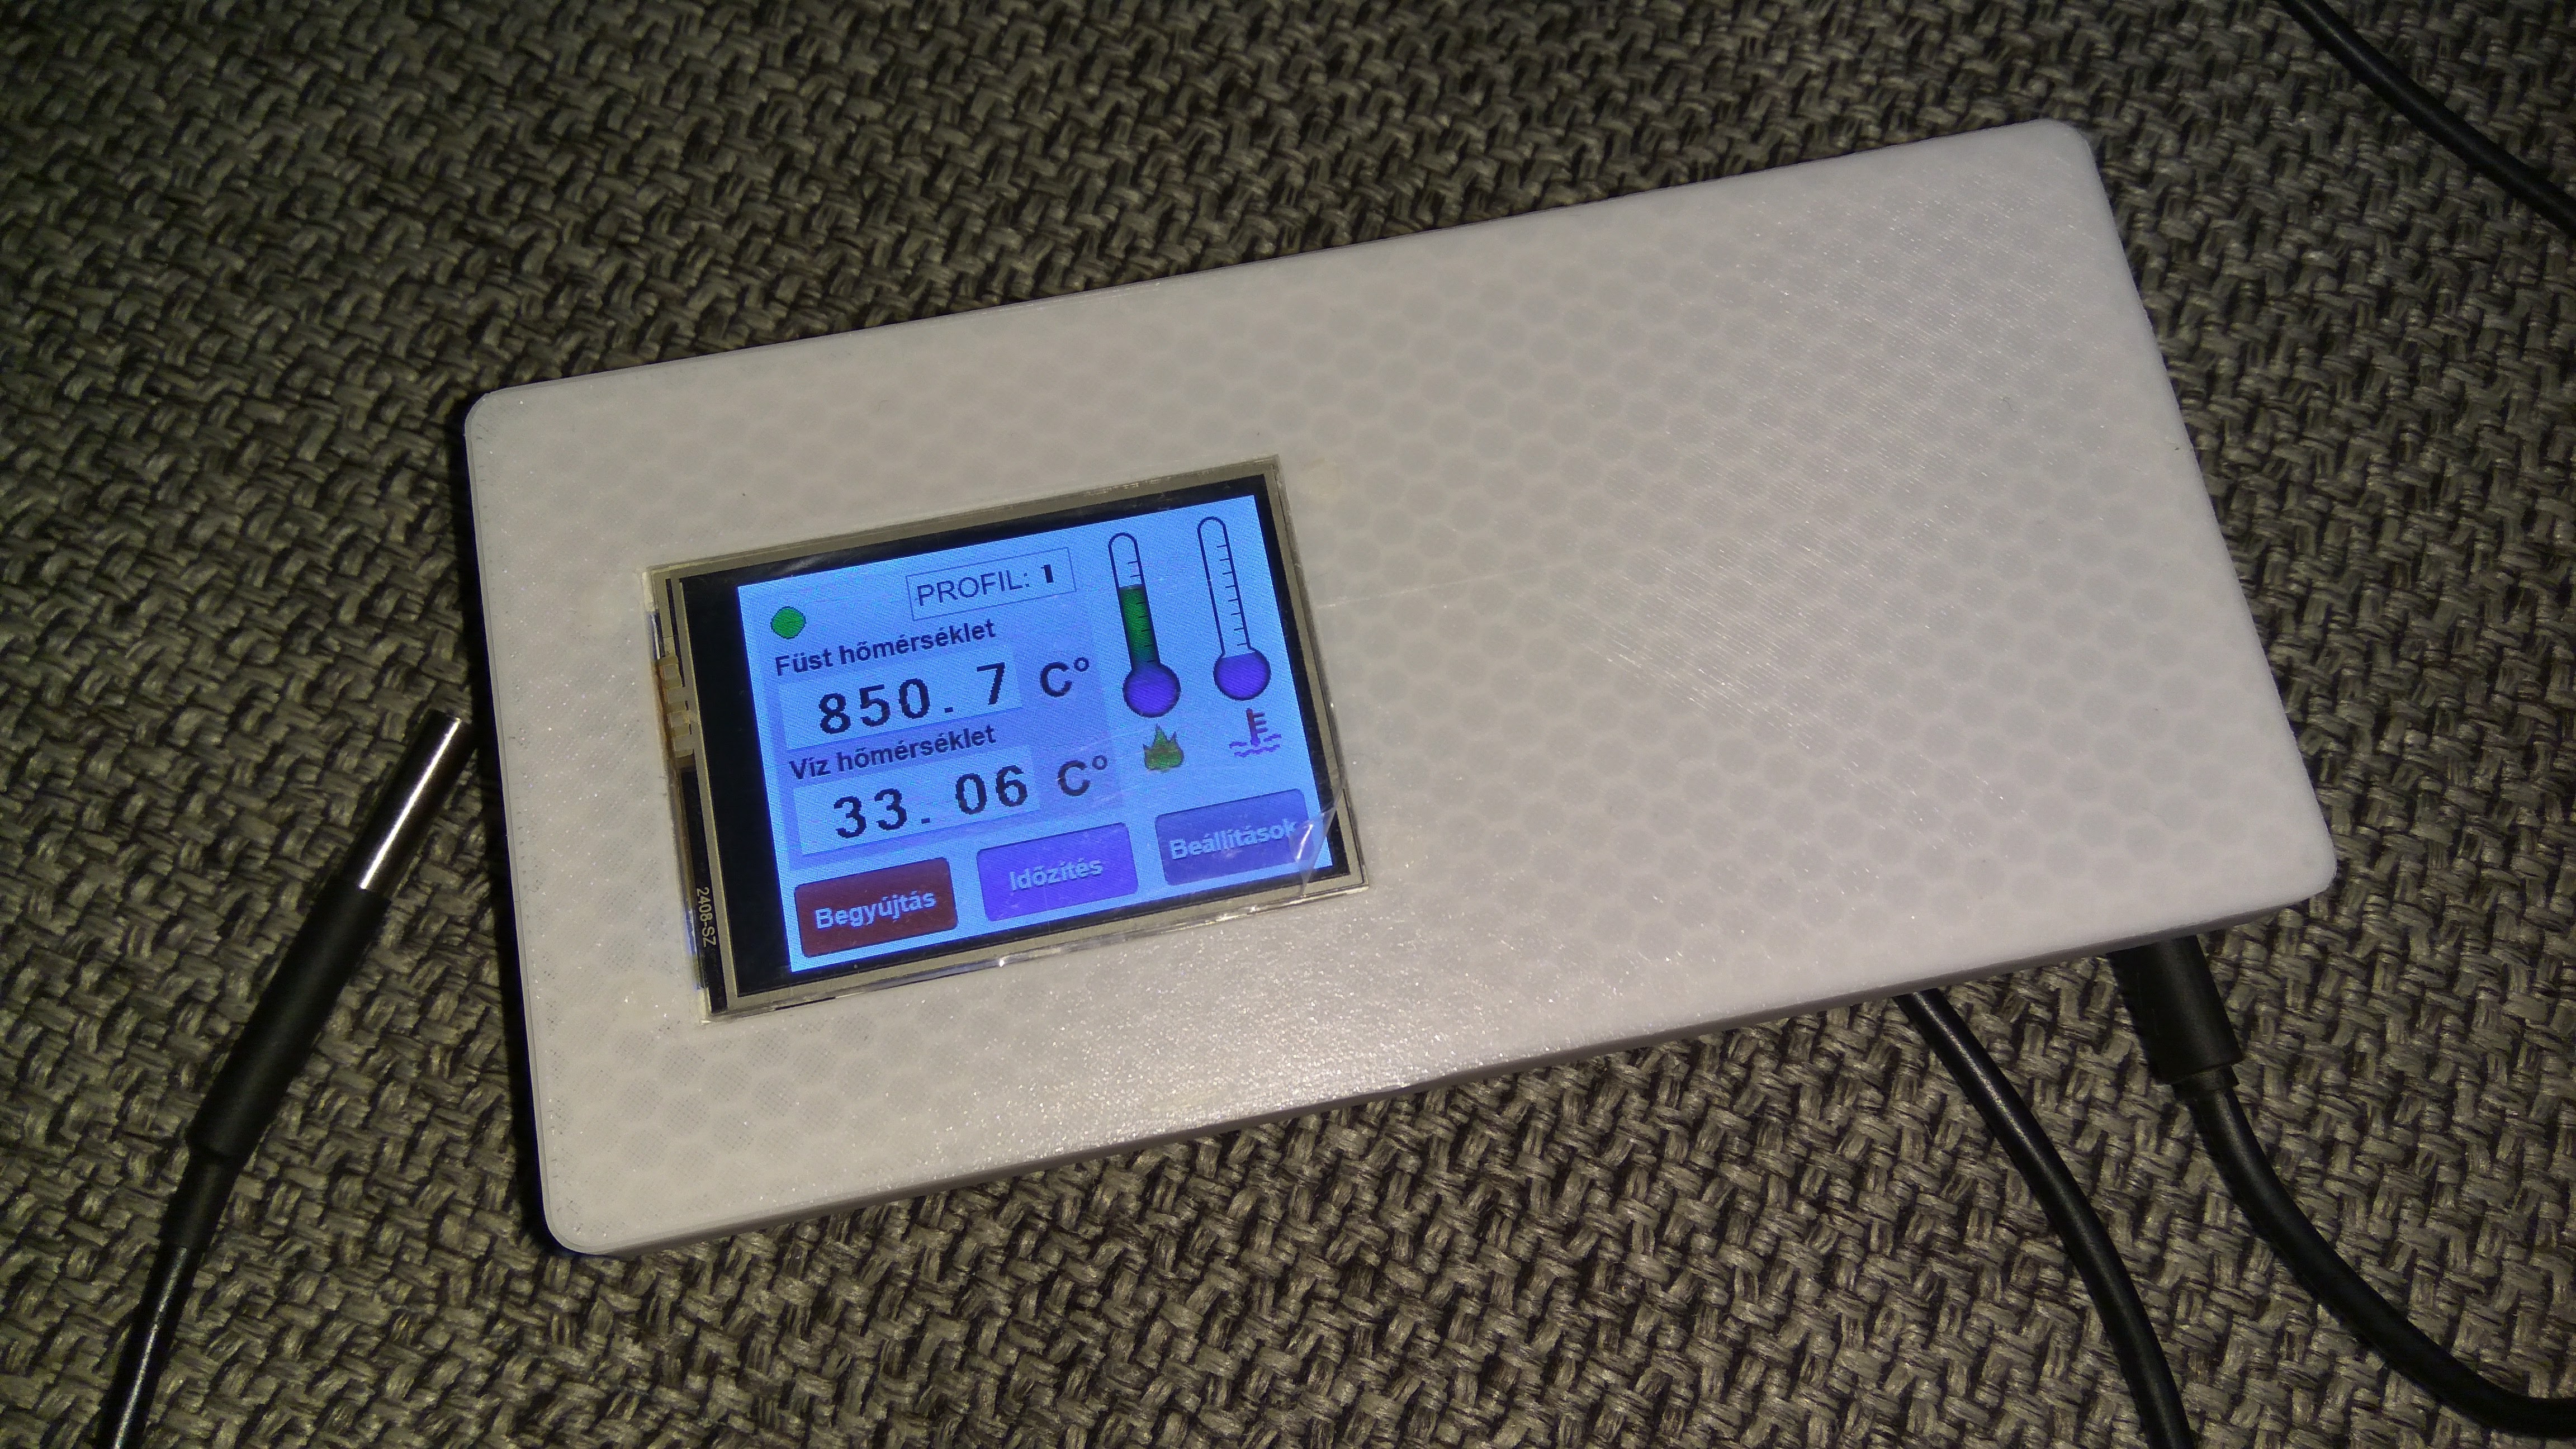 PROFIL: 1
Füst hőmérséklet
850.7 C°
Víz hőmérséklet
33.06 C°
Begyújtás
Időzítés
Beállítások
2408-SZ